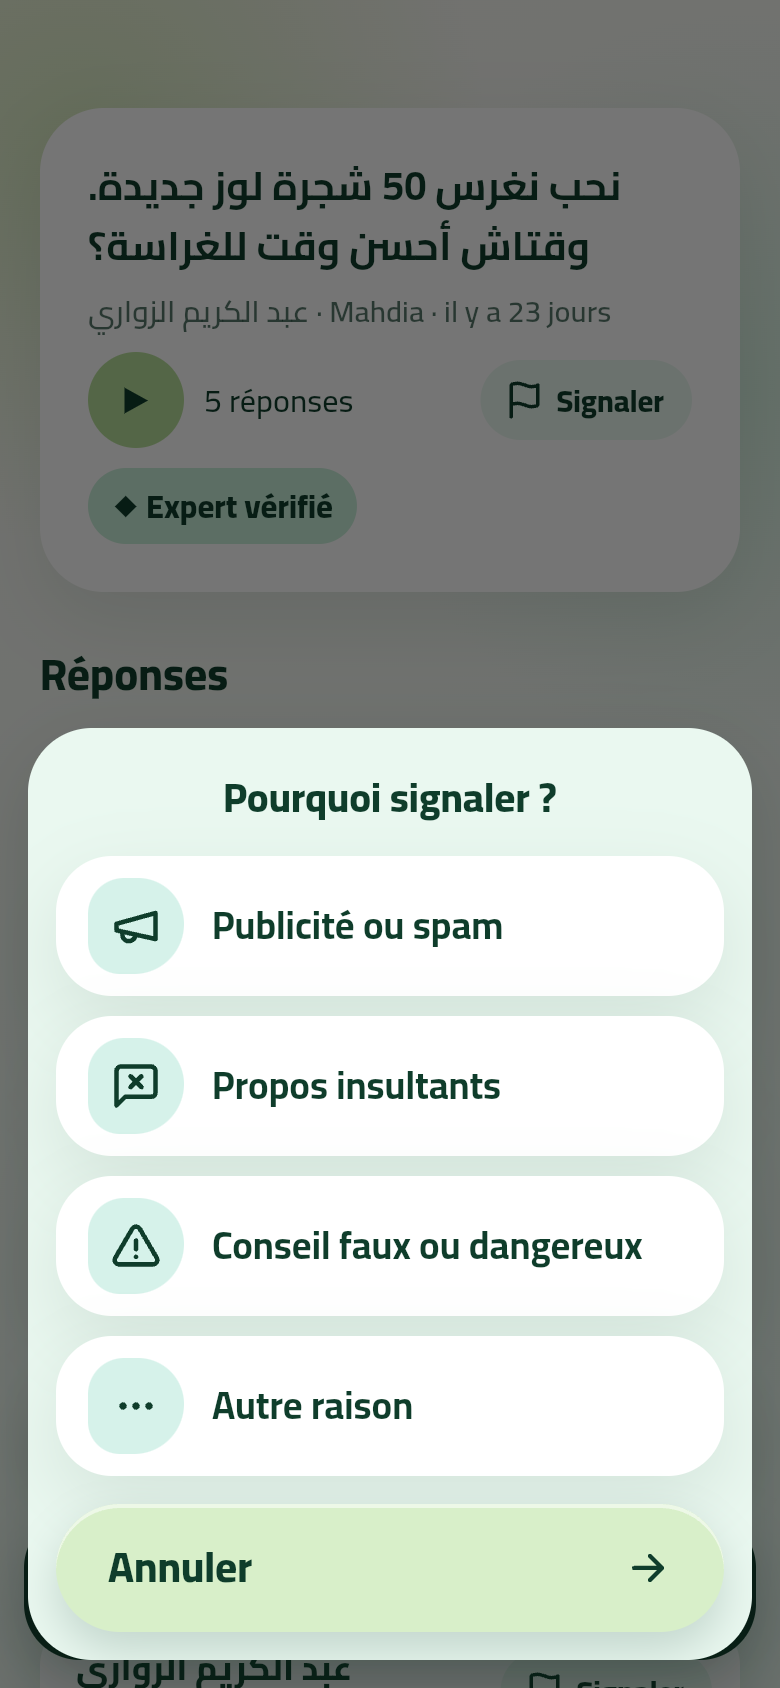 نحب نغرس 50 شجرة لوز جديدة.
وقتاش أحسن وقت للغراسة؟
عبد الكريم الزواري · Mahdia · il y a 23 jours
5 réponses
Signaler
Expert vérifié
Réponses
Pourquoi signaler ?
Publicité ou spam
Propos insultants
Conseil faux ou dangereux
Autre raison
Annuler
عبد الكريم الزواري
Signaler